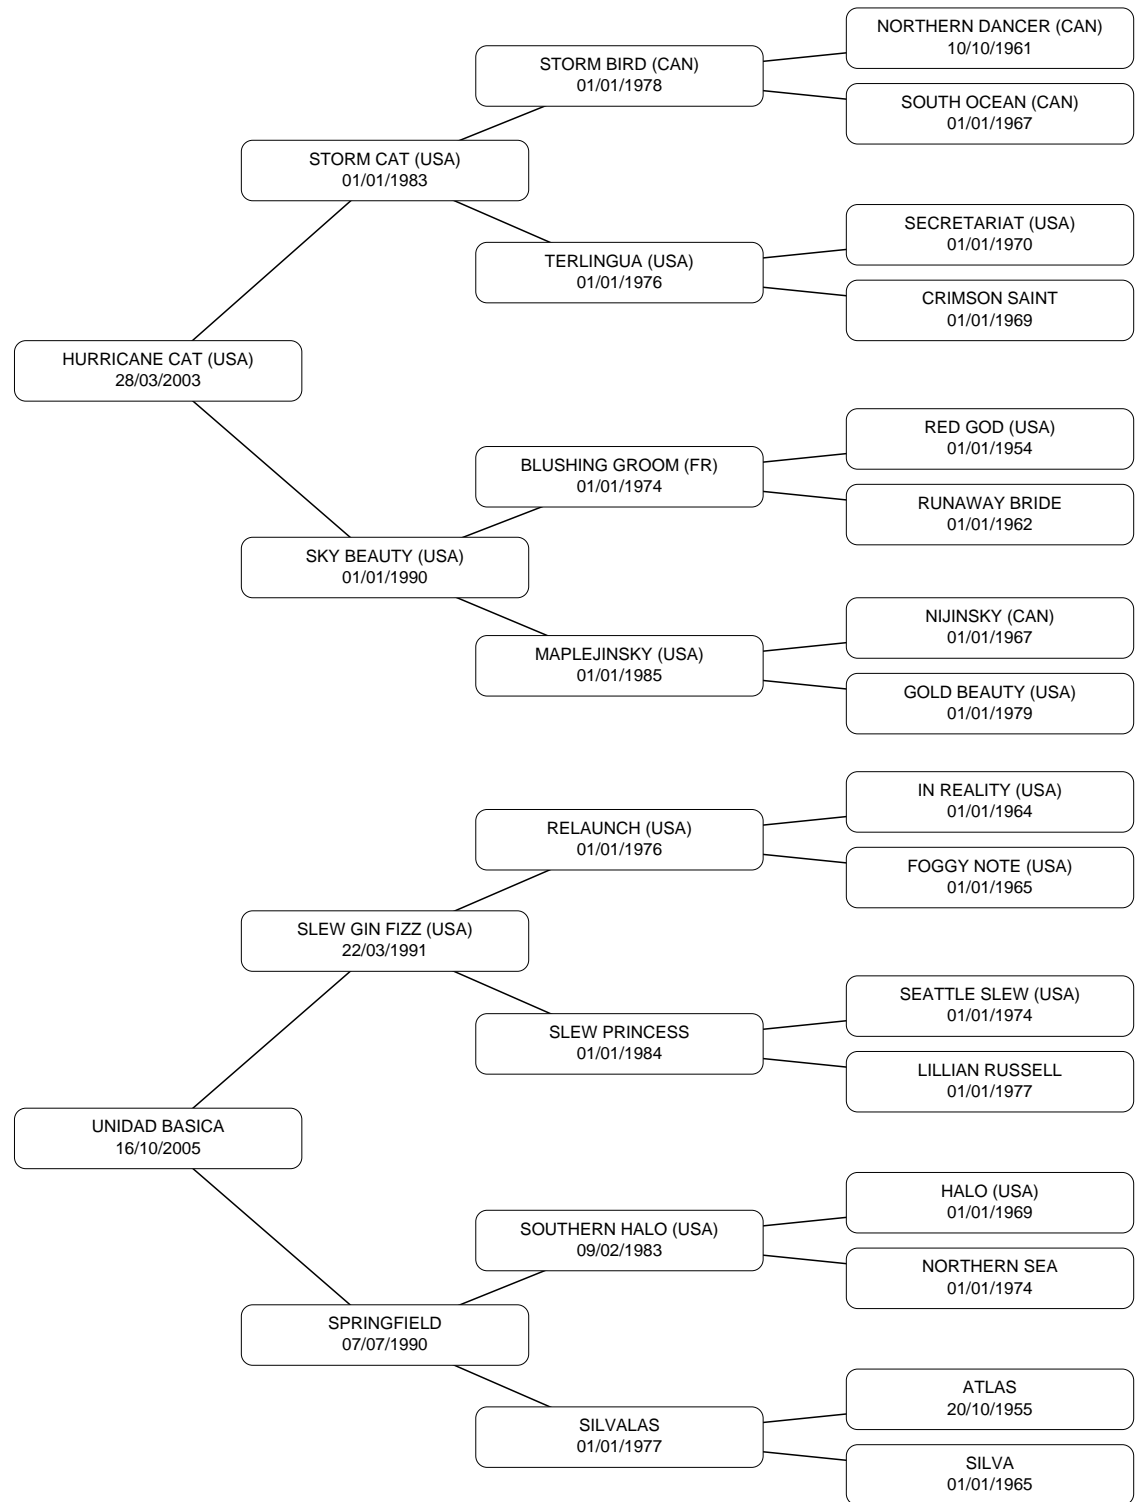 NORTHERN DANCER (CAN)
10/10/1961
STORM BIRD (CAN)
01/01/1978
SOUTH OCEAN (CAN)
01/01/1967
STORM CAT (USA)
01/01/1983
SECRETARIAT (USA)
01/01/1970
TERLINGUA (USA)
01/01/1976
CRIMSON SAINT
01/01/1969
HURRICANE CAT (USA)
28/03/2003
RED GOD (USA)
01/01/1954
BLUSHING GROOM (FR)
01/01/1974
RUNAWAY BRIDE
01/01/1962
SKY BEAUTY (USA)
01/01/1990
NIJINSKY (CAN)
01/01/1967
MAPLEJINSKY (USA)
01/01/1985
GOLD BEAUTY (USA)
01/01/1979
IN REALITY (USA)
01/01/1964
RELAUNCH (USA)
01/01/1976
FOGGY NOTE (USA)
01/01/1965
SLEW GIN FIZZ (USA)
22/03/1991
SEATTLE SLEW (USA)
01/01/1974
SLEW PRINCESS
01/01/1984
LILLIAN RUSSELL
01/01/1977
UNIDAD BASICA
16/10/2005
HALO (USA)
01/01/1969
SOUTHERN HALO (USA)
09/02/1983
NORTHERN SEA
01/01/1974
SPRINGFIELD
07/07/1990
ATLAS
20/10/1955
SILVALAS
01/01/1977
SILVA
01/01/1965